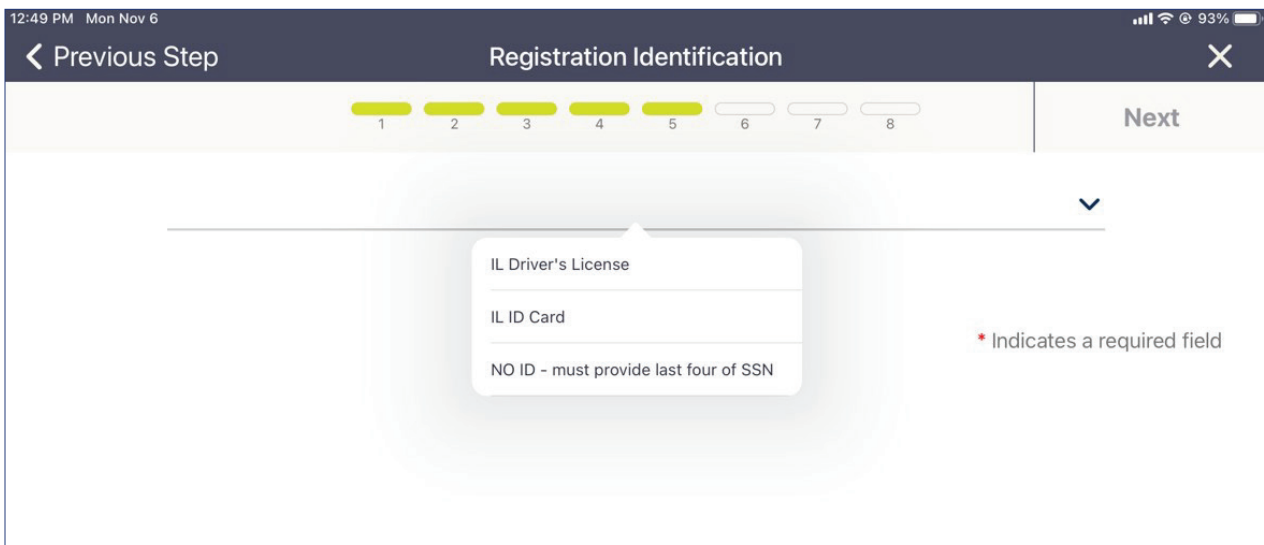 12:49 PM Mon Nov 6 93%
Previous Step Registration Identification
1 2 3 4 5 6 7 8 Next
IL Driver's License
IL ID Card
* Indicates a required field
NO ID - must provide last four of SSN